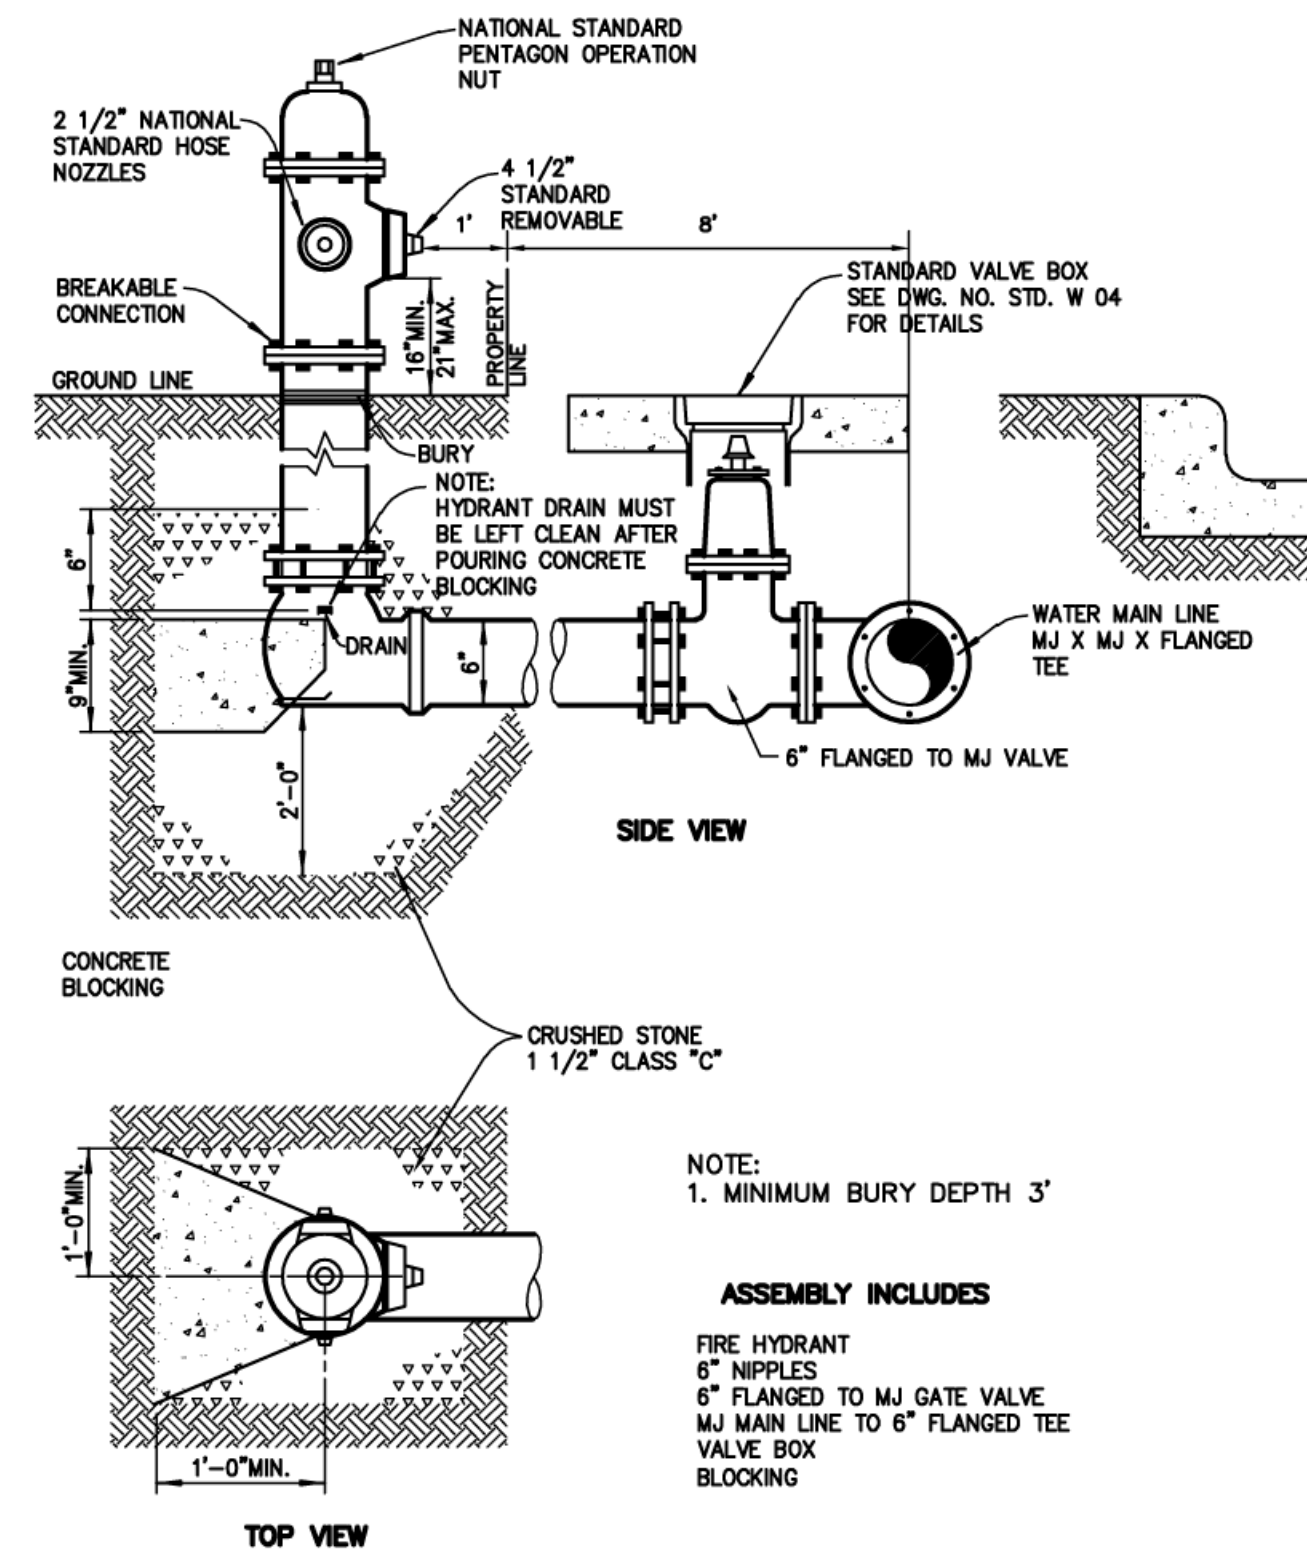 NATIONAL STANDARD
PENTAGON OPERATION
NUT
2 1/2" NATIONAL
STANDARD HOSE
NOZZLES
4 1/2"
STANDARD
REMOVABLE
1'
8'
BREAKABLE
CONNECTION
16"MIN.
21"MAX.
PROPERTY
LINE
STANDARD VALVE BOX
SEE DWG. NO. STD. W 04
FOR DETAILS
GROUND LINE
BURY
NOTE:
HYDRANT DRAIN MUST
BE LEFT CLEAN AFTER
POURING CONCRETE
BLOCKING
6"
DRAIN
9"MIN.
6"
WATER MAIN LINE
MJ X MJ X FLANGED
TEE
6" FLANGED TO MJ VALVE
2'-0"
SIDE VIEW
CONCRETE
BLOCKING
CRUSHED STONE
1 1/2" CLASS "C"
1'-0"MIN.
NOTE:
1. MINIMUM BURY DEPTH 3'
ASSEMBLY INCLUDES
FIRE HYDRANT
6" NIPPLES
6" FLANGED TO MJ GATE VALVE
MJ MAIN LINE TO 6" FLANGED TEE
VALVE BOX
BLOCKING
1'-0"MIN.
TOP VIEW